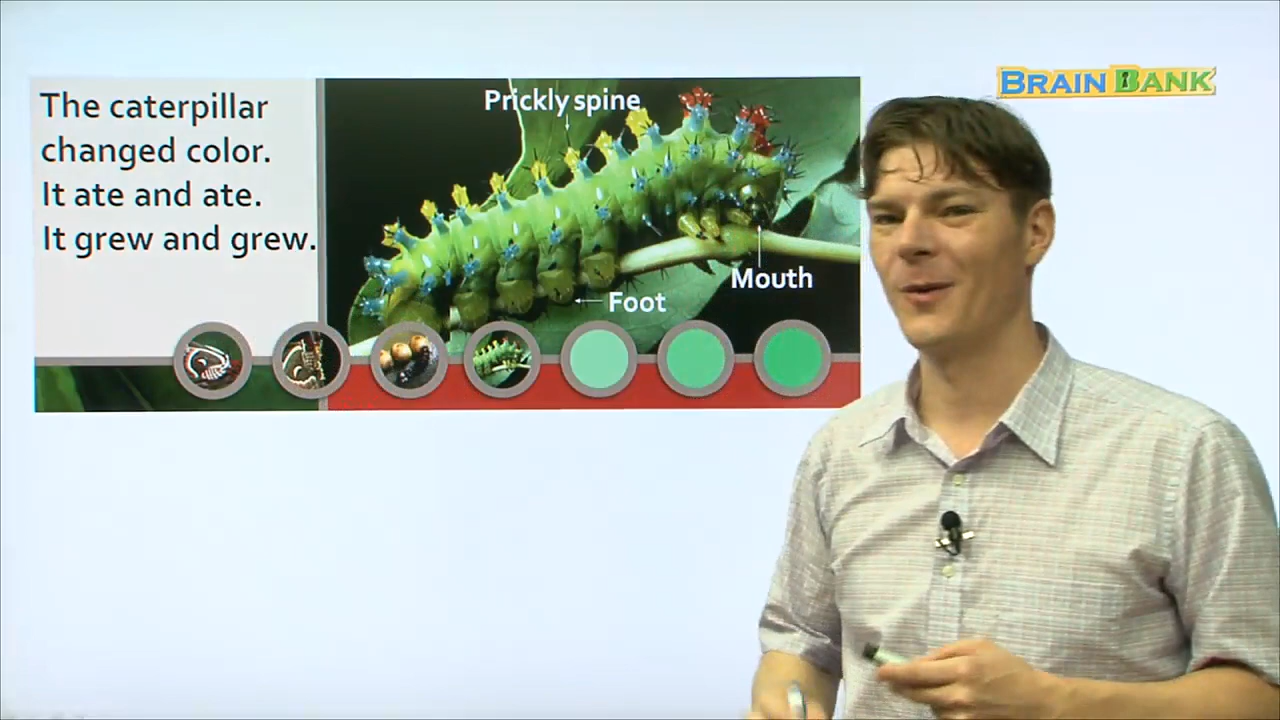 BRAIN BANK
The caterpillar
changed color.
It ate and ate.
It grew and grew.
Prickly spine
Mouth
Foot